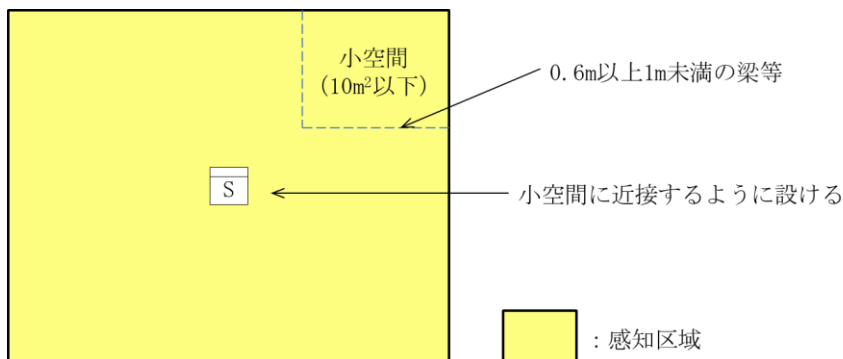 小空間
(10m²以下)
0.6m以上1m未満の梁等
S
小空間に近接するように設ける
：感知区域